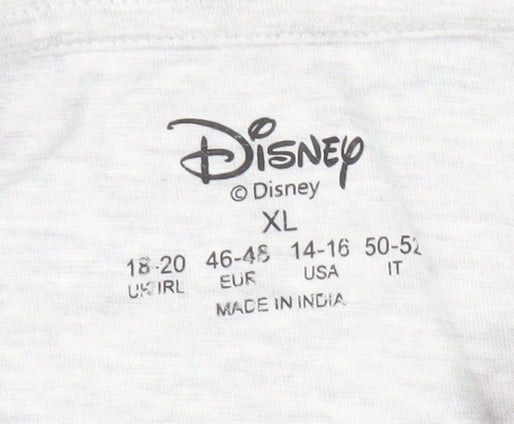 Disney
© Disney
XL
18-20 46-48 14-16 50-52
UK IRL EUR USA IT
MADE IN INDIA